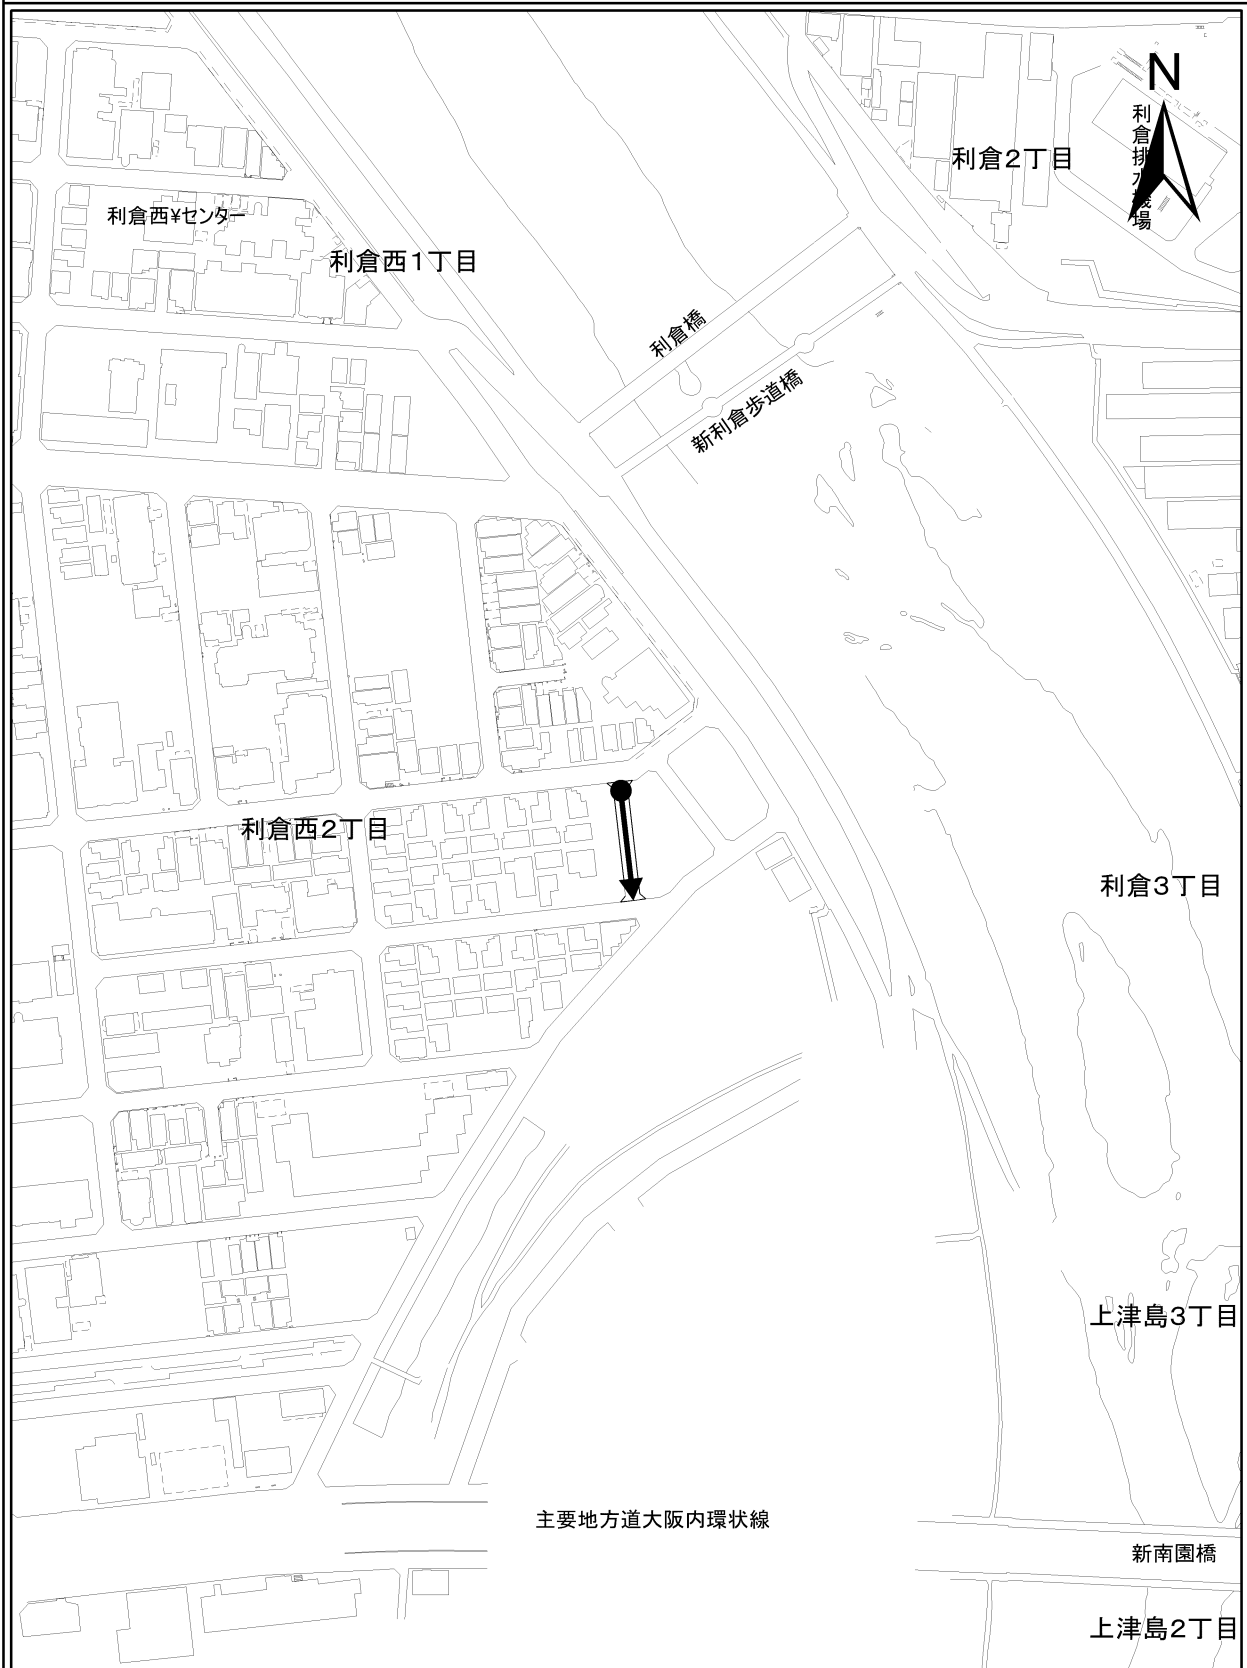 N
利倉排水機場
利倉2丁目
利倉西¥センター
利倉西1丁目
利倉橋
新利倉歩道橋
利倉西2丁目
利倉3丁目
上津島3丁目
主要地方道大阪内環状線
新南園橋
上津島2丁目